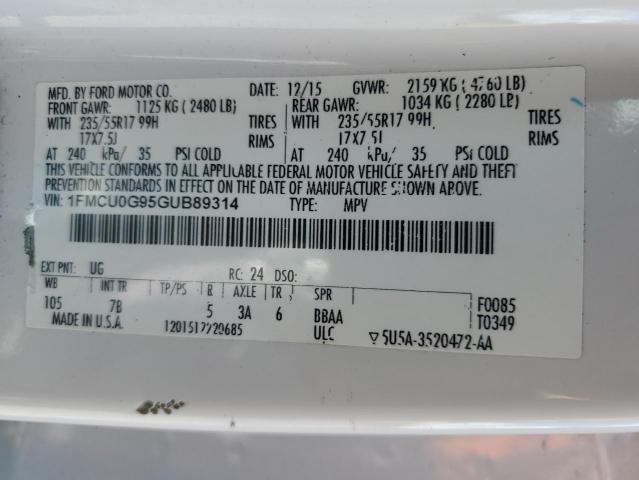 MFD. BY FORD MOTOR CO. DATE: 12/15 GVWR: 2159 KG ( 4760 LB)
FRONT GAWR: 1125 KG ( 2480 LB) REAR GAWR: 1034 KG ( 2280 LB)
WITH 235/55R17 99H TIRES WITH 235/55R17 99H TIRES
17X7.5J RIMS 17X7.5J RIMS
AT 240 kPa/ 35 PSI COLD AT 240 kPa/ 35 PSI COLD
THIS VEHICLE CONFORMS TO ALL APPLICABLE FEDERAL MOTOR VEHICLE SAFETY AND THEFT
PREVENTION STANDARDS IN EFFECT ON THE DATE OF MANUFACTURE SHOWN ABOVE.
VIN: 1FMCU0G95GUB89314 TYPE: MPV
EXT PNT: UG RC: 24 DSO:
WB INT TR TP/PS R AXLE TR SPR
105 7B 5 3A 6 BBAA F0085
MADE IN U.S.A. ULC T0349
5U5A-3520472-AA